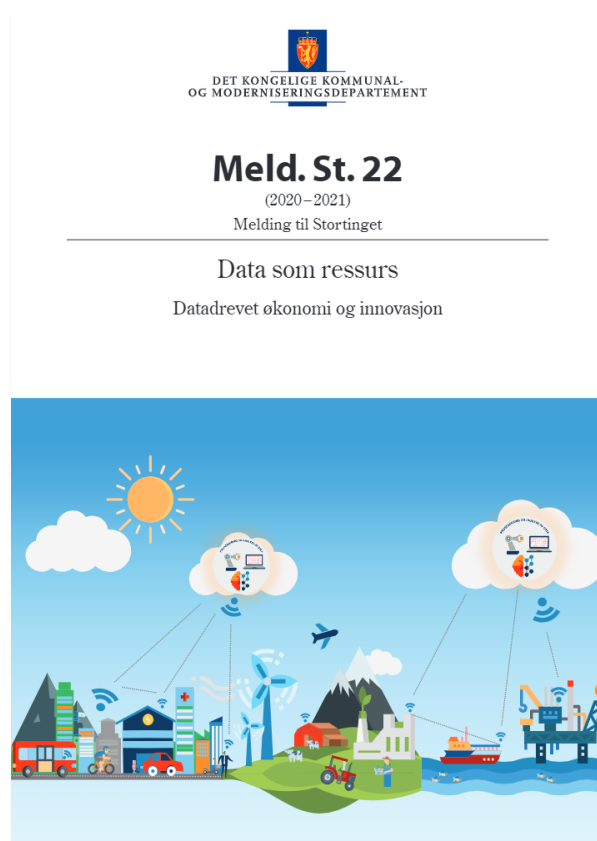 DET KONGELIGE KOMMUNAL-
OG MODERNISERINGSDEPARTEMENT
Meld. St. 22
(2020–2021)
Melding til Stortinget
Data som ressurs
Datadrevet økonomi og innovasjon